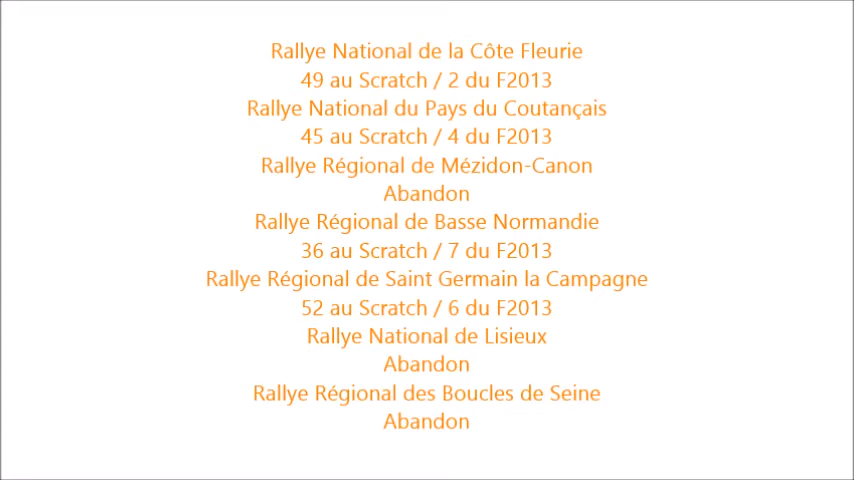 Rallye National de la Côte Fleurie
49 au Scratch / 2 du F2013
Rallye National du Pays du Coutançais
45 au Scratch / 4 du F2013
Rallye Régional de Mézidon-Canon
Abandon
Rallye Régional de Basse Normandie
36 au Scratch / 7 du F2013
Rallye Régional de Saint Germain la Campagne
52 au Scratch / 6 du F2013
Rallye National de Lisieux
Abandon
Rallye Régional des Boucles de Seine
Abandon